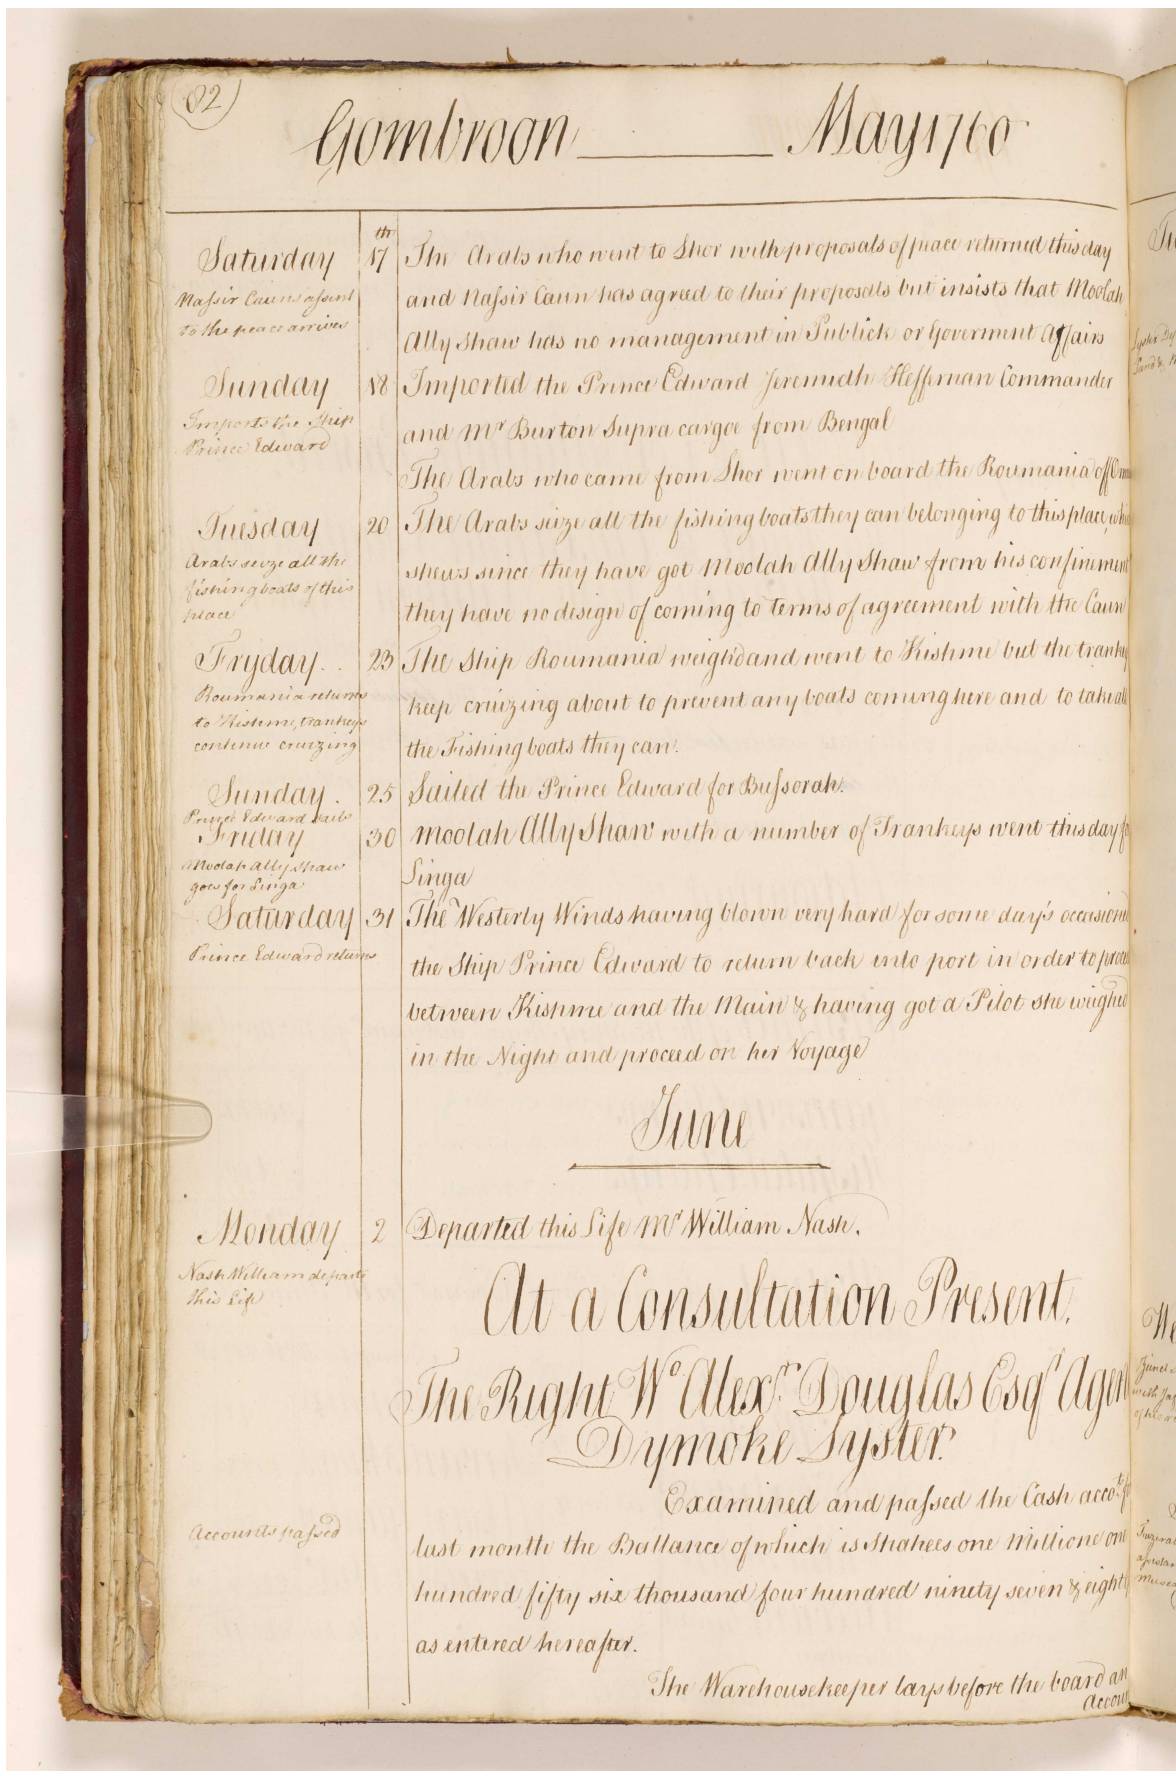 82
Gombroon May 1760
Saturday 17th The Arabs who went to Shor with proposals of peace returned this day
Nassir Cauns assent
to the peace arrives
and Nassir Caun has agreed to their proposals but insists that Moolah
Ally Shaw has no management in Publick or Goverment Affairs
Sunday 18 Imported the Prince Edward Jeremiah Heffernan Commander
Imports the Ship
Prince Edward
and Mr Burton Supra cargoe from Bengal
The Arabs who came from Shor went on board the Roumania off
Tuesday 20 The Arabs seize all the fishing boats they can belonging to this place,
Arabs seize all the
fishing boats of this
place
shews since they have got Moolah Ally Shaw from his confinement
they have no design of coming to terms of agreement with the Caun
Fryday 23 The Ship Roumania weigh'd and went to Kishme but the trankeys
Roumania returns
to Kishme, trankeys
continue cruizing
keep cruizing about to prevent any boats coming here and to take all
the Fishing boats they can.
Sunday 25 Sailed the Prince Edward for Bussorah.
Prince Edward sails
Friday 30 Moolah Ally Shaw with a number of Trankeys went this day for
Moolah Ally Shaw
goes for Linga
Linga
Saturday 31 The Westerly Winds having blown very hard for some day's occasioned
Prince Edward returns
the Ship Prince Edward to return back into port in order to proceed
between Kishme and the Main & having got a Pilot she weighed
in the Night and proceed on her Voyage
June
Monday 2 Departed this Life Mr William Nash.
Nash William departs
this Life
At a Consultation Present.
The Right Wo. Alexr. Douglas Esqr Agent
Dymoke Lyster.
Examined and passed the Cash accots. for
Accounts passed
last month the Ballance of which is Shahees one Millione one
hundred fifty six thousand four hundred ninety seven & eighty
as entered hereafter.
The Warehousekeeper lays before the board an
Account